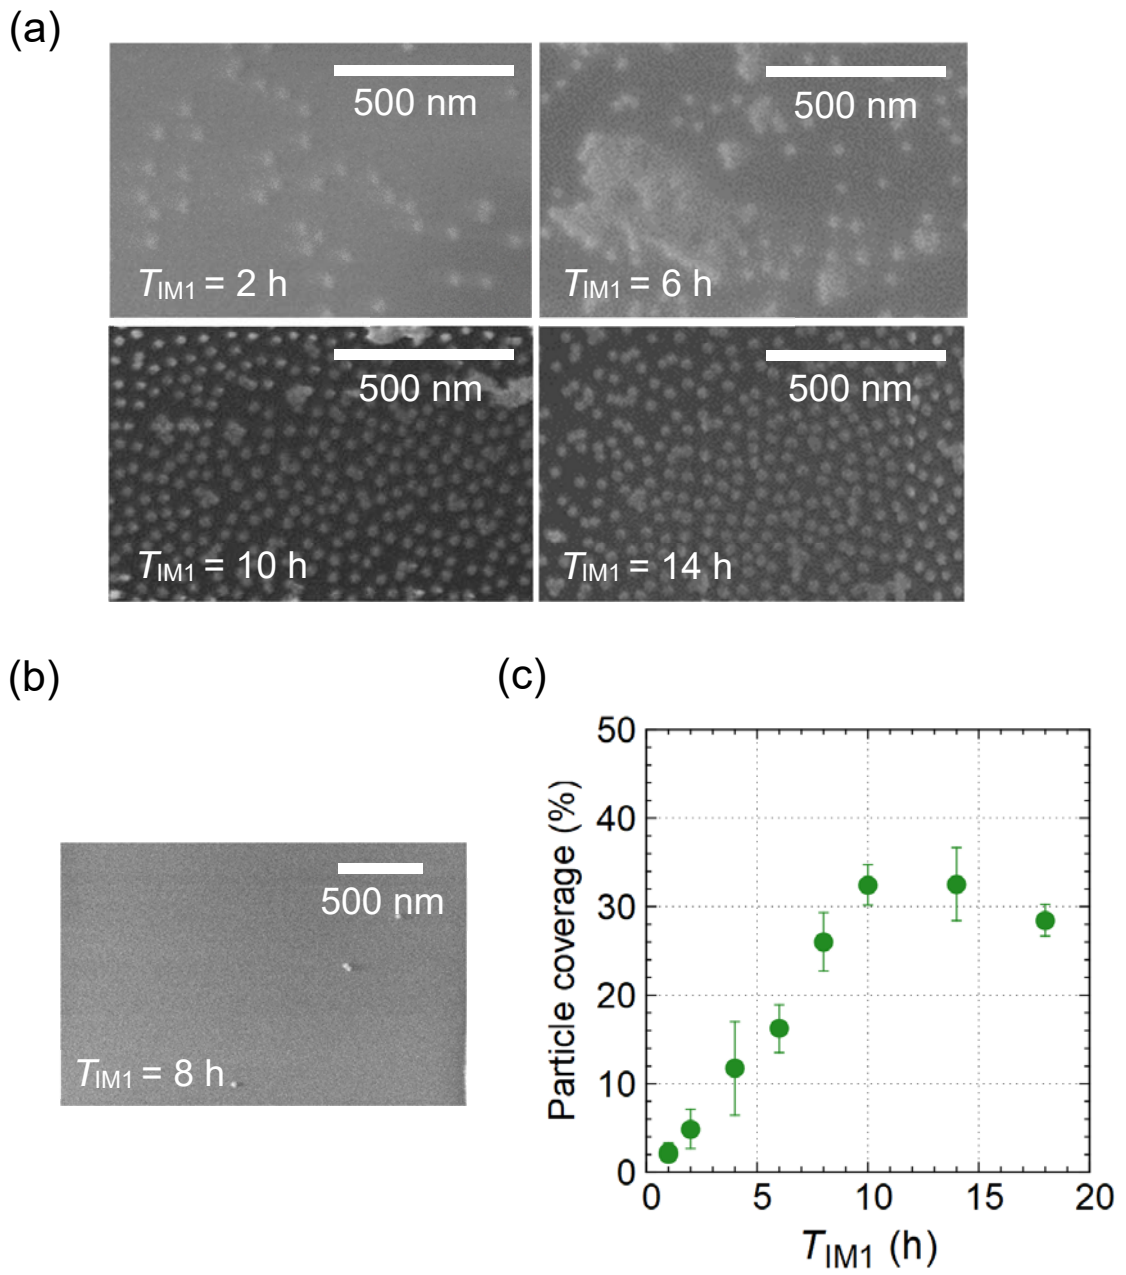 (a)
500 nm
T_IM1 = 2 h
500 nm
T_IM1 = 6 h
500 nm
T_IM1 = 10 h
500 nm
T_IM1 = 14 h
(b)
500 nm
T_IM1 = 8 h
(c)
50
40
30
20
10
0
Particle coverage (%)
0 5 10 15 20
T_IM1 (h)